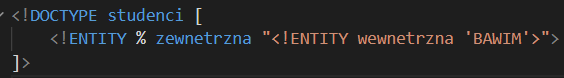 <!DOCTYPE studenci [
<!ENTITY % zewnetrzna "<!ENTITY wewnetrzna 'BAWIM'>">
]>